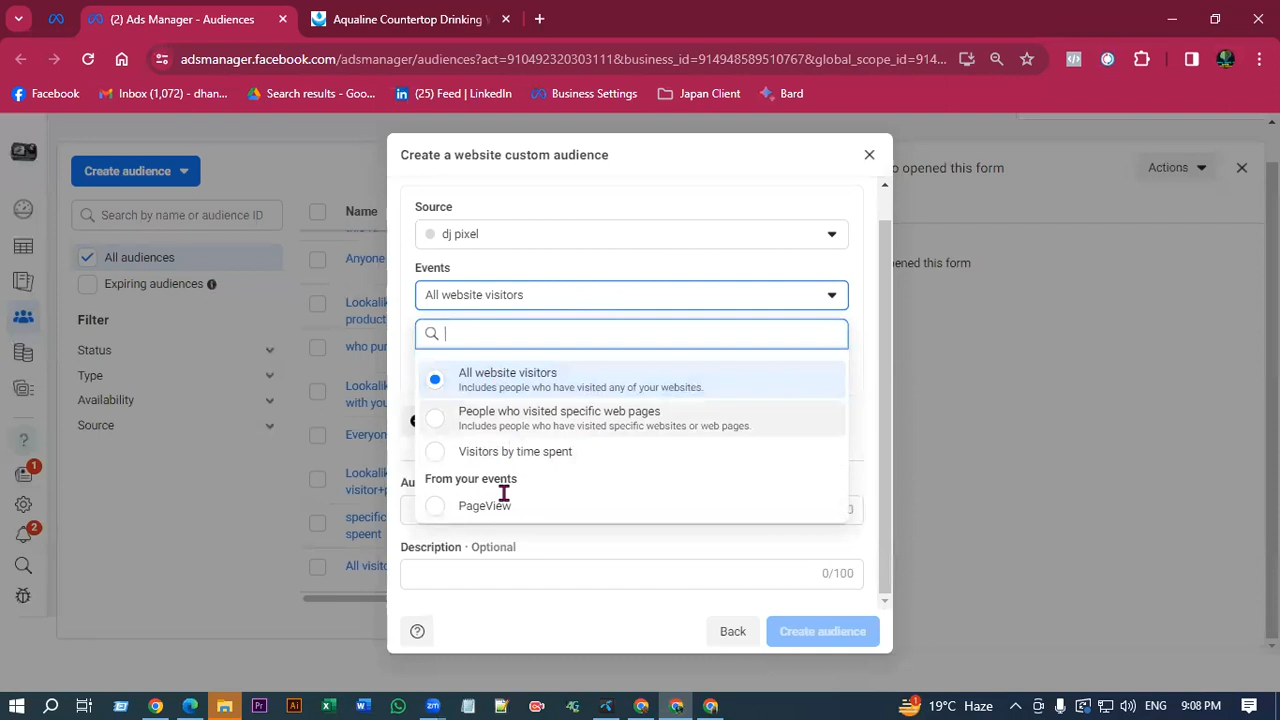 (2) Ads Manager - Audiences
Aqualine Countertop Drinking
adsmanager.facebook.com/adsmanager/audiences?act=910492320303111&business_id=914948589510767&global_scope_id=914...
Facebook
Inbox (1,072) - dhan...
Search results - Goo...
(25) Feed | LinkedIn
Business Settings
Japan Client
Bard
Create audience
Search by name or audience ID
All audiences
Expiring audiences
Filter
Status
Type
Availability
Source
Name
Anyone
Lookalik
product
who pur
Lookalik
with you
Everyon
Lookalik
visitor+p
specific
speent
All visito
1
2
Create a website custom audience
Source
dj pixel
Events
All website visitors
All website visitors
Includes people who have visited any of your websites.
People who visited specific web pages
Includes people who have visited specific websites or web pages.
Visitors by time spent
From your events
PageView
Au
Description · Optional
0/100
Back
Create audience
o opened this form
Actions
ened this form
19°C Haze
9:08 PM